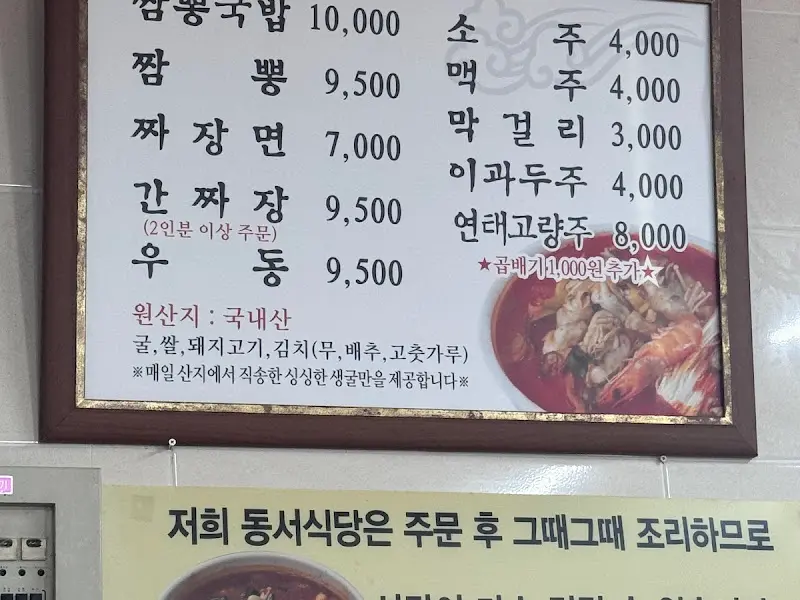 짬뽕국밥 10,000
짬뽕 9,500
짜장면 7,000
간짜장 9,500
(2인분 이상 주문)
우동 9,500
소주 4,000
맥주 4,000
막걸리 3,000
이과두주 4,000
연태고량주 8,000
★곱배기 1,000원 추가★
원산지 : 국내산
굴,쌀,돼지고기,김치(무,배추,고춧가루)
※매일 산지에서 직송한 싱싱한 생굴만을 제공합니다※
저희 동서식당은 주문 후 그때그때 조리하므로